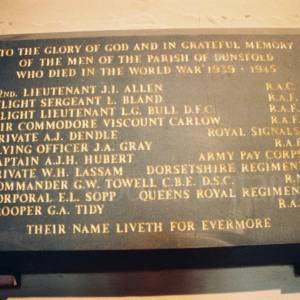 TO THE GLORY OF GOD AND IN GRATEFUL MEMORY
OF THE MEN OF THE PARISH OF DUNSFOLD
WHO DIED IN THE WORLD WAR 1939 - 1945
2ND. LIEUTENANT J.I. ALLEN R.A.C.
FLIGHT SERGEANT L. BLAND R.A.F.
FLIGHT LIEUTENANT L.G. BULL D.F.C. R.A.F.
AIR COMMODORE VISCOUNT CARLOW R.A.F.
PRIVATE A.J. DENDLE ROYAL SIGNALS
FLYING OFFICER J.A. GRAY R.A.F.
CAPTAIN A.J.H. HUBERT ARMY PAY CORPS
PRIVATE W.H. LASSAM DORSETSHIRE REGIMENT
COMMANDER G.W. TOWELL C.B.E. D.S.C. R.N.
CORPORAL E.L. SOPP QUEENS ROYAL REGIMENT
TROOPER G.A. TIDY R.A.C.
THEIR NAME LIVETH FOR EVERMORE